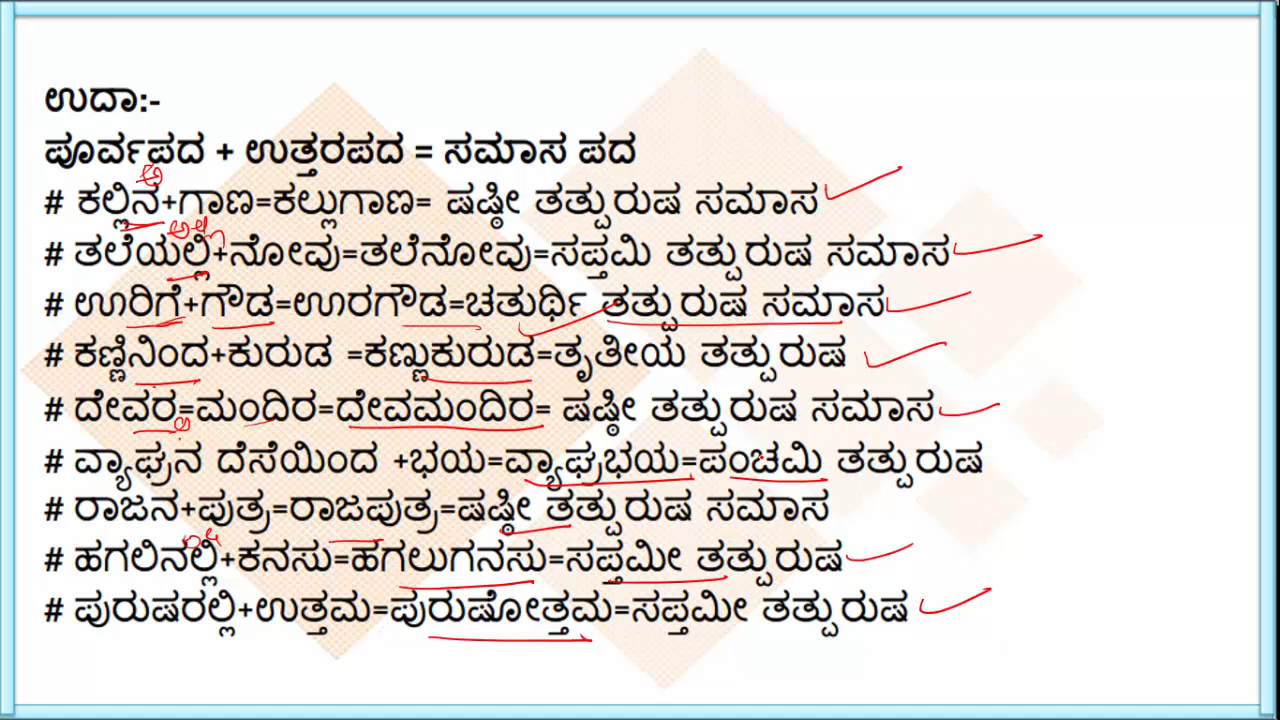 ಉದಾ:-
ಪೂರ್ವಪದ + ಉತ್ತರಪದ = ಸಮಾಸ ಪದ
# ಕಲ್ಲಿನ+ಗಾಣ=ಕಲ್ಲುಗಾಣ= ಷಷ್ಠೀ ತತ್ಪುರುಷ ಸಮಾಸ
# ತಲೆಯಲ್ಲಿ+ನೋವು=ತಲೆನೋವು=ಸಪ್ತಮಿ ತತ್ಪುರುಷ ಸಮಾಸ
# ಊರಿಗೆ+ಗೌಡ=ಊರಗೌಡ=ಚತುರ್ಥಿ ತತ್ಪುರುಷ ಸಮಾಸ
# ಕಣ್ಣಿನಿಂದ+ಕುರುಡ =ಕಣ್ಣುಕುರುಡ=ತೃತೀಯ ತತ್ಪುರುಷ
# ದೇವರ=ಮಂದಿರ=ದೇವಮಂದಿರ= ಷಷ್ಠೀ ತತ್ಪುರುಷ ಸಮಾಸ
# ವ್ಯಾಘ್ರನ ದೆಸೆಯಿಂದ +ಭಯ=ವ್ಯಾಘ್ರಭಯ=ಪಂಚಮಿ ತತ್ಪುರುಷ
# ರಾಜನ+ಪುತ್ರ=ರಾಜಪುತ್ರ=ಷಷ್ಠೀ ತತ್ಪುರುಷ ಸಮಾಸ
# ಹಗಲಿನಲ್ಲಿ+ಕನಸು=ಹಗಲುಗನಸು=ಸಪ್ತಮೀ ತತ್ಪುರುಷ
# ಪುರುಷರಲ್ಲಿ+ಉತ್ತಮ=ಪುರುಷೋತ್ತಮ=ಸಪ್ತಮೀ ತತ್ಪುರುಷ